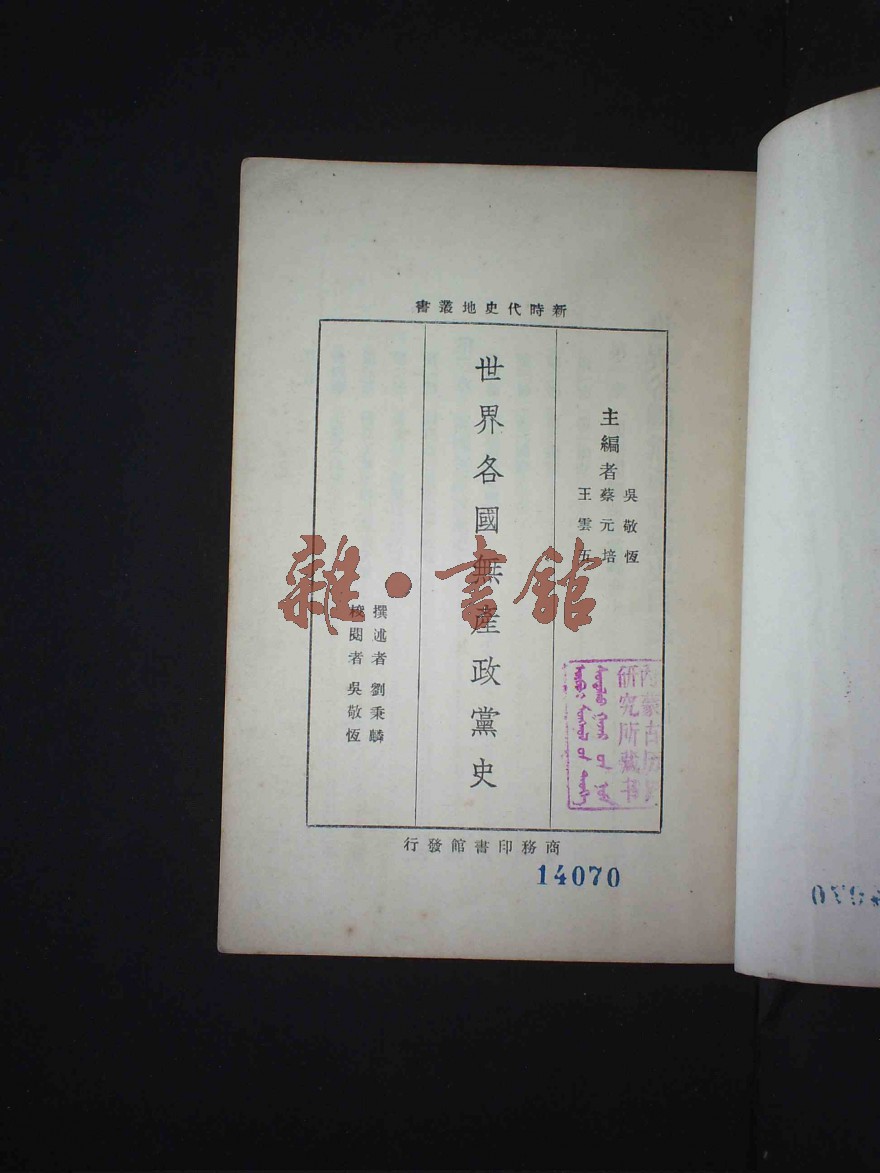 新時代史地叢書
主編者
吳敬恆
蔡元培
王雲五
世界各國無產政黨史
撰述者 劉秉麟
校閱者 吳敬恆
商務印書館發行
14070
內蒙古历史
研究所藏书
雜·書館